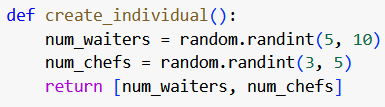 def create_individual():
    num_waiters = random.randint(5, 10)
    num_chefs = random.randint(3, 5)
    return [num_waiters, num_chefs]